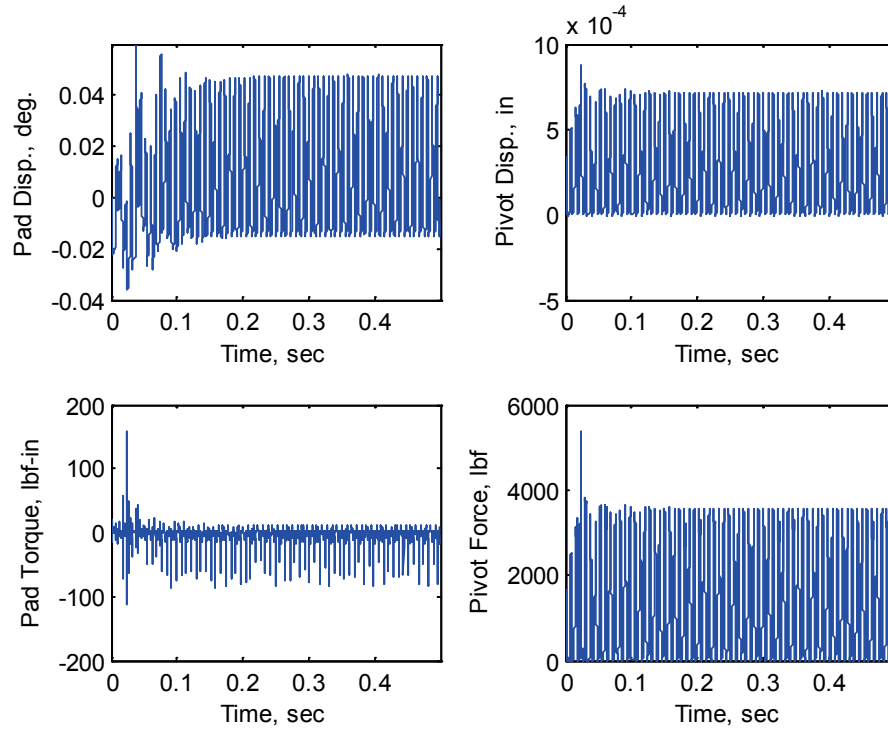 Pad Disp., deg.
0.04
0.02
0
-0.02
-0.04
0 0.1 0.2 0.3 0.4
Time, sec
x 10-4
Pivot Disp., in
10
5
0
-5
0 0.1 0.2 0.3 0.4
Time, sec
Pad Torque, lbf-in
200
100
0
-100
-200
0 0.1 0.2 0.3 0.4
Time, sec
Pivot Force, lbf
6000
4000
2000
0
0 0.1 0.2 0.3 0.4
Time, sec